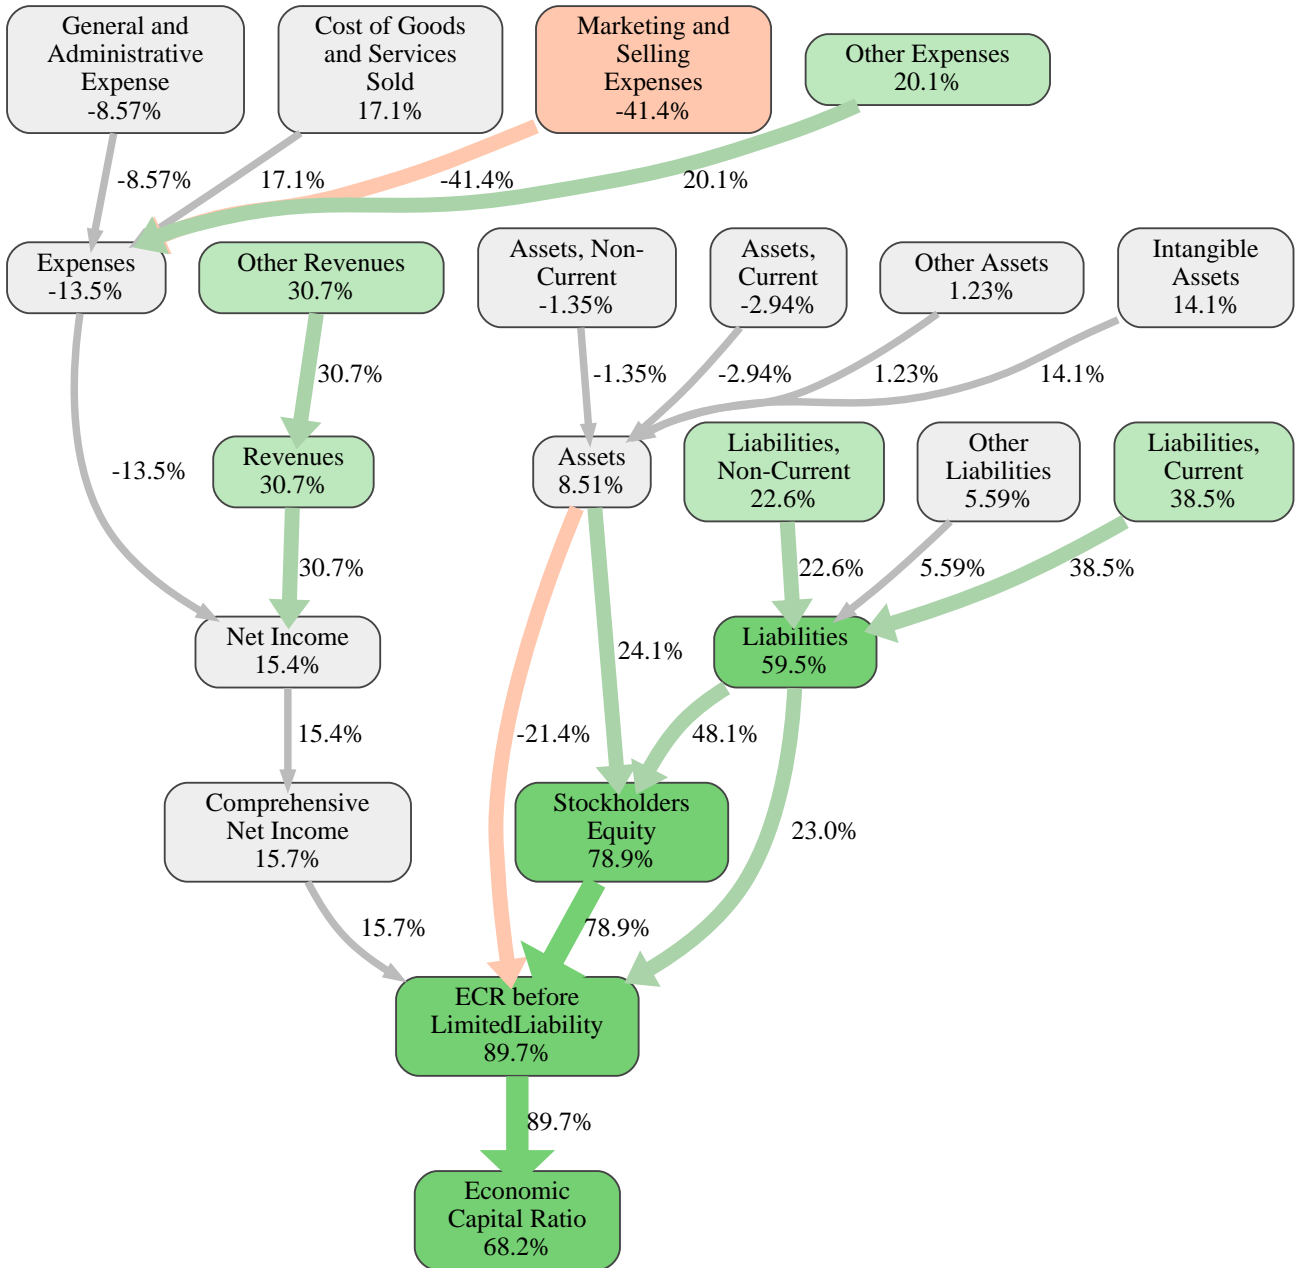 General and
Administrative
Expense
-8.57%
Cost of Goods
and Services
Sold
17.1%
Marketing and
Selling
Expenses
-41.4%
Other Expenses
20.1%
-8.57%
17.1%
-41.4%
20.1%
Expenses
-13.5%
Other Revenues
30.7%
Assets, Non-
Current
-1.35%
Assets,
Current
-2.94%
Other Assets
1.23%
Intangible
Assets
14.1%
30.7%
-1.35%
-2.94%
1.23%
14.1%
Revenues
30.7%
Assets
8.51%
Liabilities,
Non-Current
22.6%
Other
Liabilities
5.59%
Liabilities,
Current
38.5%
-13.5%
30.7%
22.6%
5.59%
38.5%
Net Income
15.4%
24.1%
Liabilities
59.5%
15.4%
-21.4%
48.1%
Comprehensive
Net Income
15.7%
Stockholders
Equity
78.9%
23.0%
15.7%
78.9%
ECR before
LimitedLiability
89.7%
89.7%
Economic
Capital Ratio
68.2%